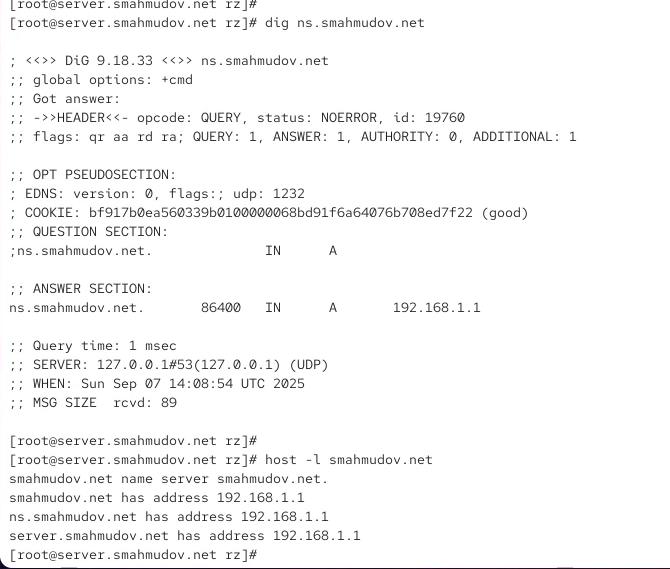 [root@server.smahmudov.net rz]#
[root@server.smahmudov.net rz]# dig ns.smahmudov.net

; <<>> DiG 9.18.33 <<>> ns.smahmudov.net
;; global options: +cmd
;; Got answer:
;; ->>HEADER<<- opcode: QUERY, status: NOERROR, id: 19760
;; flags: qr aa rd ra; QUERY: 1, ANSWER: 1, AUTHORITY: 0, ADDITIONAL: 1

;; OPT PSEUDOSECTION:
; EDNS: version: 0, flags:; udp: 1232
; COOKIE: bf917b0ea560339b0100000068bd91f6a64076b708ed7f22 (good)
;; QUESTION SECTION:
;ns.smahmudov.net.              IN      A

;; ANSWER SECTION:
ns.smahmudov.net.       86400   IN      A       192.168.1.1

;; Query time: 1 msec
;; SERVER: 127.0.0.1#53(127.0.0.1) (UDP)
;; WHEN: Sun Sep 07 14:08:54 UTC 2025
;; MSG SIZE  rcvd: 89

[root@server.smahmudov.net rz]#
[root@server.smahmudov.net rz]# host -l smahmudov.net
smahmudov.net name server smahmudov.net.
smahmudov.net has address 192.168.1.1
ns.smahmudov.net has address 192.168.1.1
server.smahmudov.net has address 192.168.1.1
[root@server.smahmudov.net rz]#